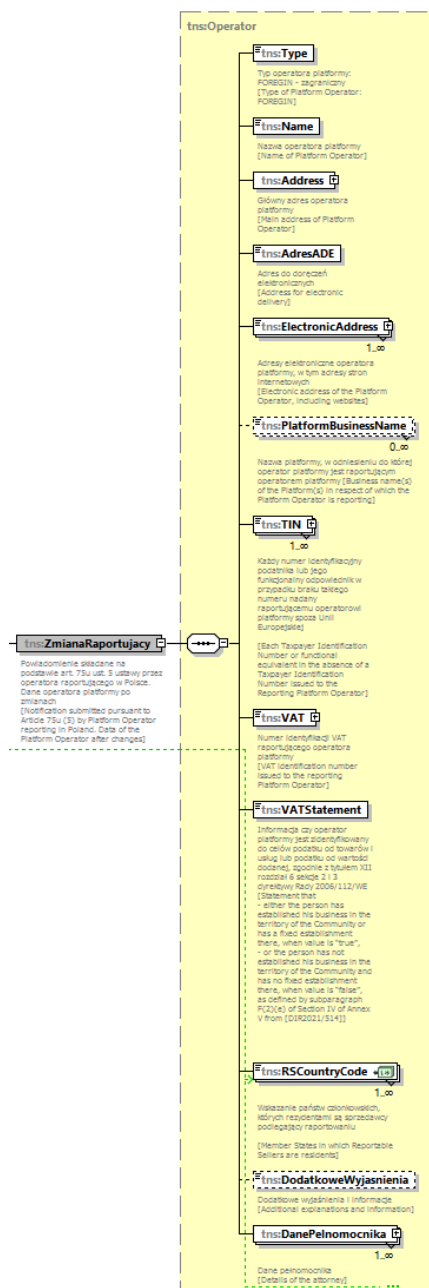 tns:Operator
tns:Type
Typ operatora platformy:
FOREGIN - zagraniczny
[Type of Platform Operator:
FOREGIN]
tns:Name
Nazwa operatora platformy
[Name of Platform Operator]
tns:Address
Główny adres operatora
platformy
[Main address of Platform
Operator]
tns:AdresADE
Adres do doręczeń
elektronicznych
[Address for electronic
delivery]
tns:ElectronicAddress
1..∞
Adresy elektroniczne operatora
platformy, w tym adresy stron
internetowych
[Electronic address of the Platform
Operator, including websites]
tns:PlatformBusinessName
0..∞
Nazwa platformy, w odniesieniu do której
operator platformy jest raportującym
operatorem platformy [Business name(s)
of the Platform(s) in respect of which the
Platform Operator is reporting]
tns:TIN
1..∞
Każdy numer identyfikacyjny
podatnika lub jego
funkcjonalny odpowiednik w
przypadku braku takiego
numeru nadany
raportującemu operatorowi
platformy spoza Unii
Europejskiej
[Each Taxpayer Identification
Number or functional
equivalent in the absence of a
Taxpayer Identification
Number issued to the
Reporting Platform Operator]
tns:ZmianaRaportujacy
Powiadomienie składane na
podstawie art. 75u ust. 5 ustawy przez
operatora raportującego w Polsce.
Dane operatora platformy po
zmianach
[Notification submitted pursuant to
Article 75u (5) by Platform Operator
reporting in Poland. Data of the
Platform Operator after changes]
tns:VAT
Numer identyfikacji VAT
raportującego operatora
platformy
[VAT identification number
issued to the reporting
Platform Operator]
tns:VATStatement
Informacja czy operator
platformy jest zidentyfikowany
do celów podatku od towarów i
usług lub podatku od wartości
dodanej, zgodnie z tytułem XII
rozdział 6 sekcje 2 i 3
dyrektywy Rady 2006/112/WE
[Statement that
- either the person has
established his business in the
territory of the Community or
has a fixed establishment
there, when value is "true",
- or the person has not
established his business in the
territory of the Community and
has no fixed establishment
there, when value is "false",
as defined by subparagraph
F(2)(e) of Section IV of Annex
V from [DIR2021/514]]
tns:RSCountryCode
1..∞
Wskazanie państw członkowskich,
których rezydentami są sprzedawcy
podlegający raportowaniu
[Member States in which Reportable
Sellers are residents]
tns:DodatkoweWyjasnienia
Dodatkowe wyjaśnienia i informacje
[Additional explanations and information]
tns:DanePelnomocnika
1..∞
Dane pełnomocnika
[Details of the attorney]